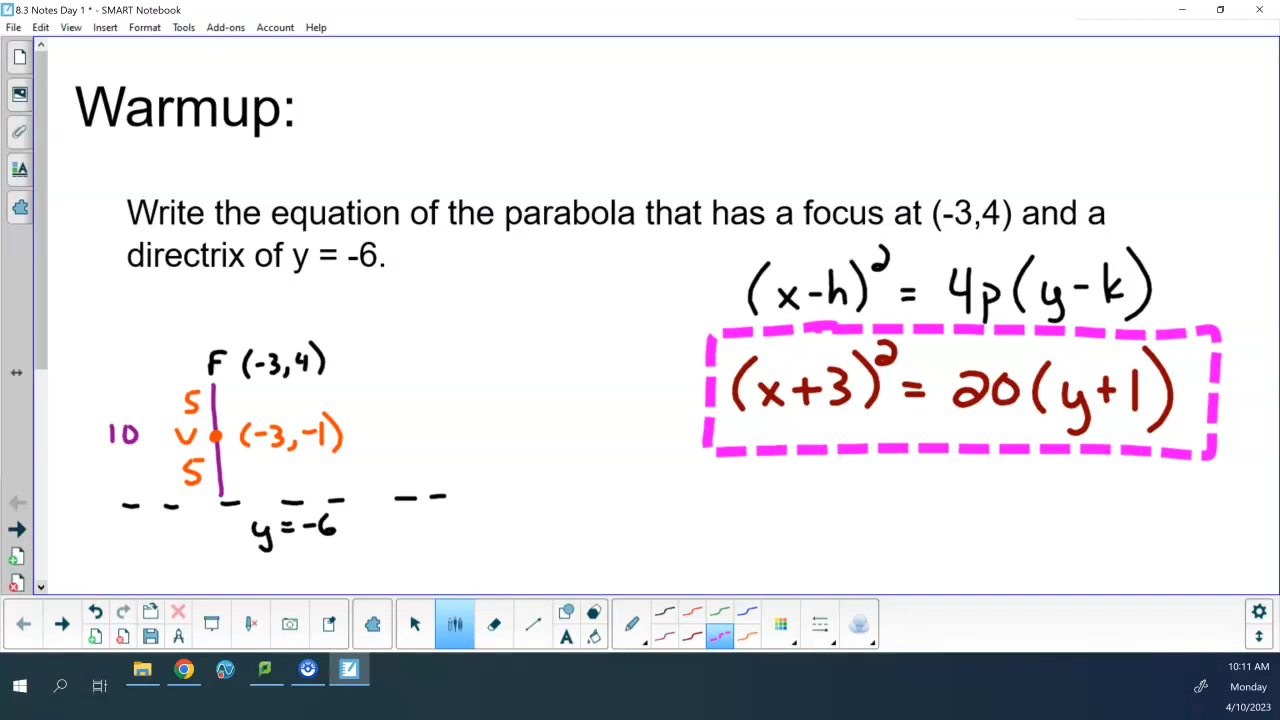 8.3 Notes Day 1 * - SMART Notebook
File Edit View Insert Format Tools Add-ons Account Help
Warmup:
Write the equation of the parabola that has a focus at (-3,4) and a
directrix of y = -6.
(x-h)² = 4p(y-k)
(x+3)² = 20(y+1)
F (-3,4)
5
10 V (-3,-1)
5
y = -6
10:11 AM
Monday
4/10/2023